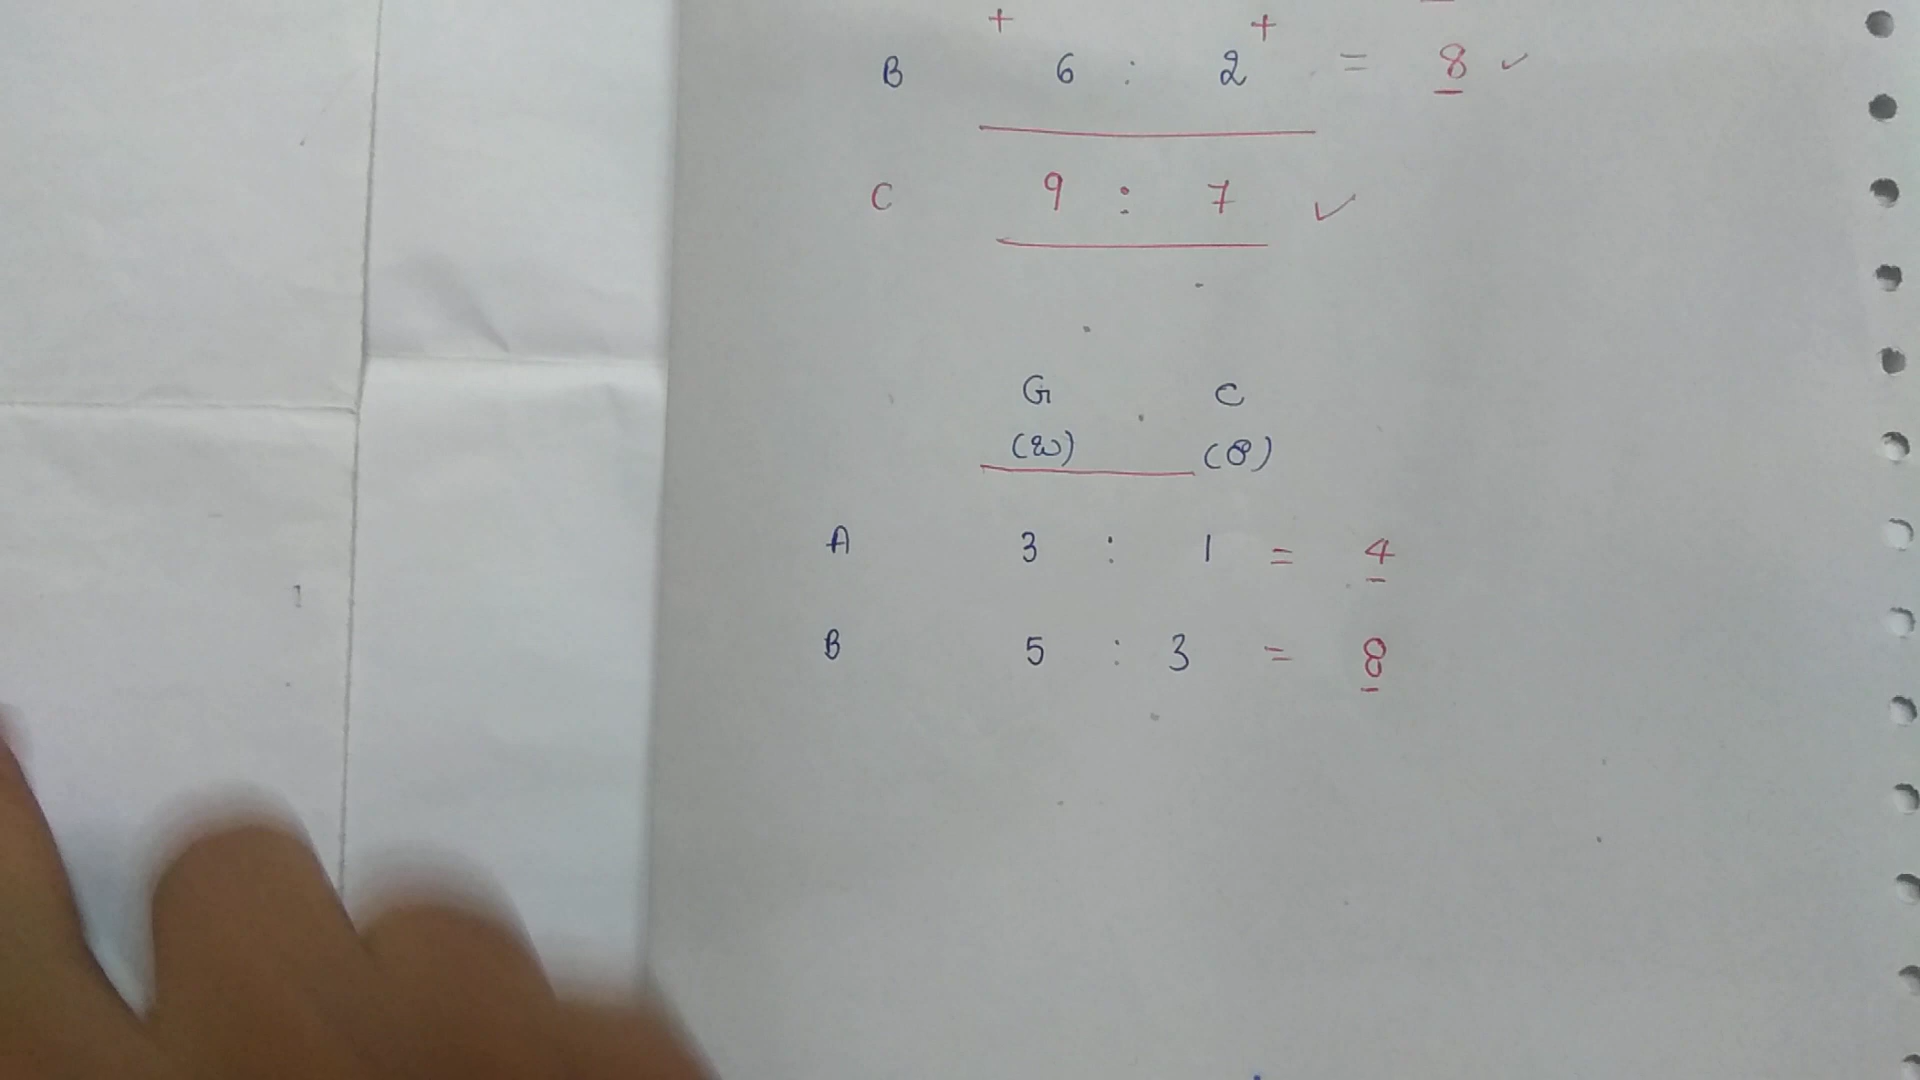 + +
B 6 : 2 = 8 ✓
C 9 : 7 ✓
G C
A 3 : 1 = 4
B 5 : 3 = 8